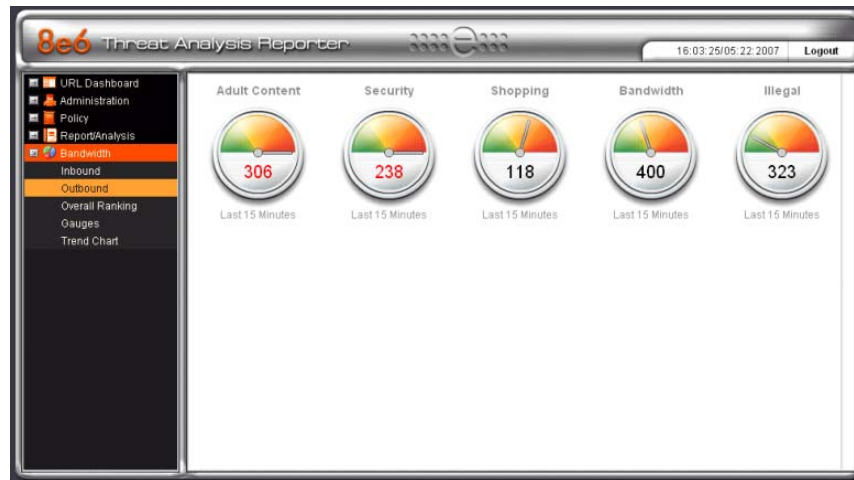 8e6 Threat Analysis Reporter
16:03:25/05:22:2007 Logout
URL Dashboard
Administration
Policy
Report/Analysis
Bandwidth
Inbound
Outbound
Overall Ranking
Gauges
Trend Chart
Adult Content Security Shopping Bandwidth Illegal
306 238 118 400 323
Last 15 Minutes Last 15 Minutes Last 15 Minutes Last 15 Minutes Last 15 Minutes